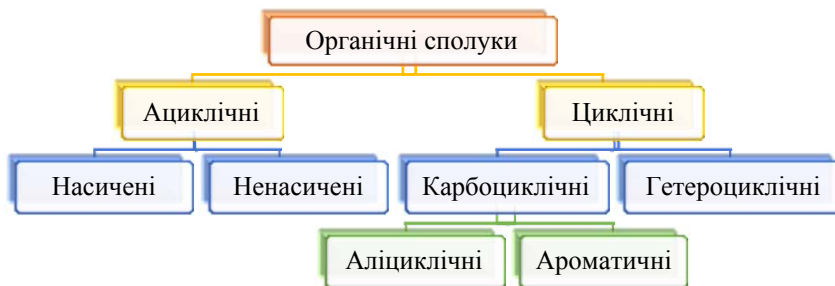 Органічні сполуки
Ациклічні
Циклічні
Насичені
Ненасичені
Карбоциклічні
Гетероциклічні
Аліциклічні
Ароматичні